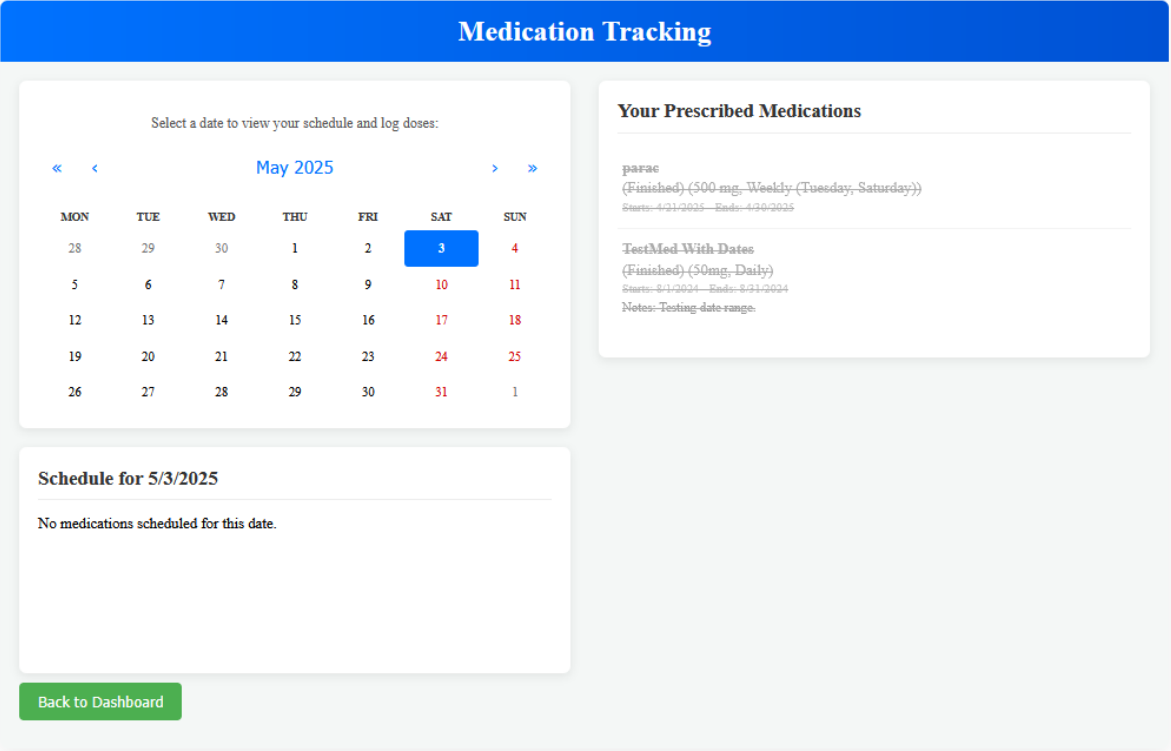 Medication Tracking
Select a date to view your schedule and log doses:
« ‹ May 2025 › »
MON TUE WED THU FRI SAT SUN
28 29 30 1 2 3 4
5 6 7 8 9 10 11
12 13 14 15 16 17 18
19 20 21 22 23 24 25
26 27 28 29 30 31 1
Schedule for 5/3/2025
No medications scheduled for this date.
Back to Dashboard
Your Prescribed Medications
parac
(Finished) (500 mg, Weekly (Tuesday, Saturday))
Starts: 4/21/2025 - Ends: 4/30/2025
TestMed With Dates
(Finished) (50mg, Daily)
Starts: 8/1/2024 - Ends: 8/31/2024
Notes: Testing date range.